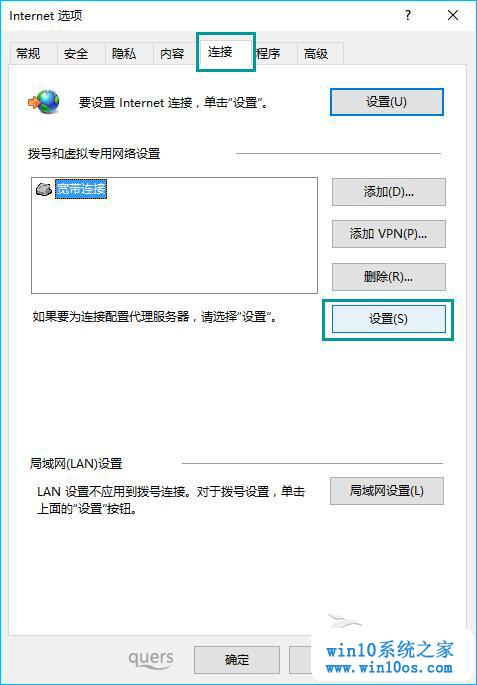 Internet 选项
?
常规 安全 隐私 内容 连接 程序 高级
要设置 Internet 连接，单击“设置”。
设置(U)
拨号和虚拟专用网络设置
宽带连接
添加(D)...
添加 VPN(P)...
删除(R)...
如果要为连接配置代理服务器，请选择“设置”。
设置(S)
局域网(LAN)设置
LAN 设置不应用到拨号连接。对于拨号设置，单击
上面的“设置”按钮。
局域网设置(L)
quers
确定
win10系统之家
www.win10os.com